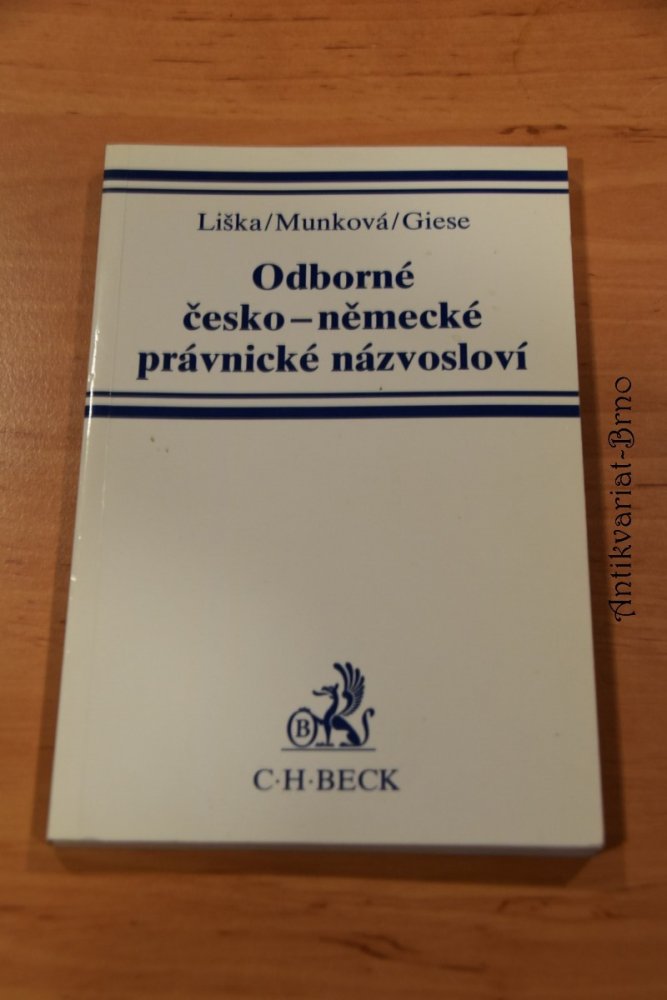 Liška/Munková/Giese
Odborné
česko–německé
právnické názvosloví
B
C·H·BECK
Antikvariat-Brno